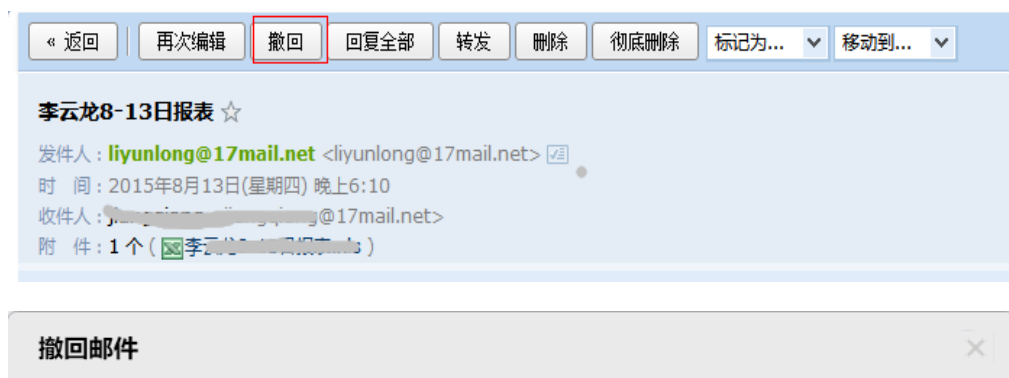 « 返回 再次编辑 撤回 回复全部 转发 删除 彻底删除 标记为... 移动到...
李云龙8-13日报表
发件人：liyunlong@17mail.net <liyunlong@17mail.net>
时 间：2015年8月13日(星期四) 晚上6:10
收件人： @17mail.net>
附 件：1 个 ( 李 )
撤回邮件